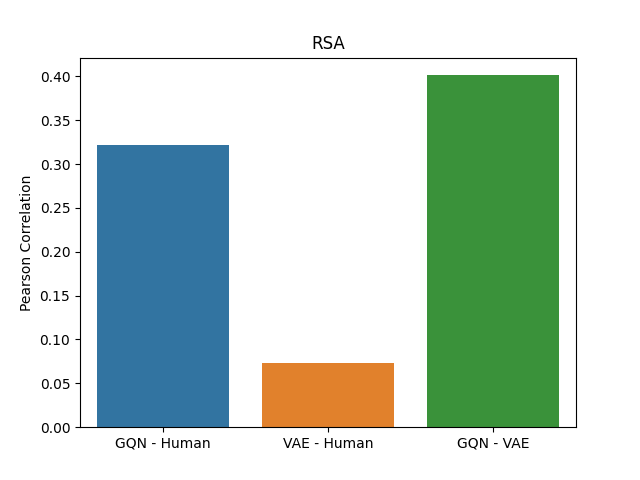 RSA
Pearson Correlation
0.40
0.35
0.30
0.25
0.20
0.15
0.10
0.05
0.00
GQN - Human
VAE - Human
GQN - VAE